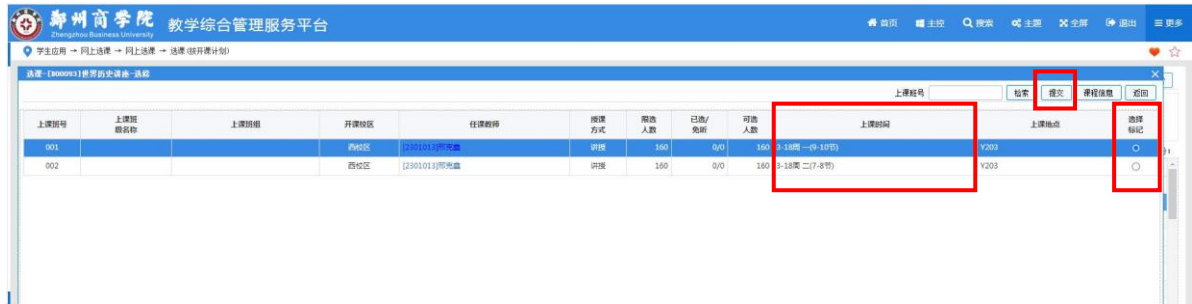 郑州商学院 教学综合管理服务平台 首页 主控 搜索 主题 全屏 退出 更多
Zhengzhou Business University
学生应用 → 网上选课 → 网上选课 → 选课(按开课计划)
选课-[B00093]世界历史讲座-选修
上课班号 检索 提交 课程信息 返回
上课班号 上课班级名称 上课班组 开课校区 任课教师 授课方式 限选人数 已选/免听 可选人数 上课时间 上课地点 选择标记
001 西校区 [2301013] 讲授 160 0/0 160 3-18周 一(9-10节) Y203
002 西校区 [2301013] 讲授 160 0/0 160 3-18周 二(7-8节) Y203